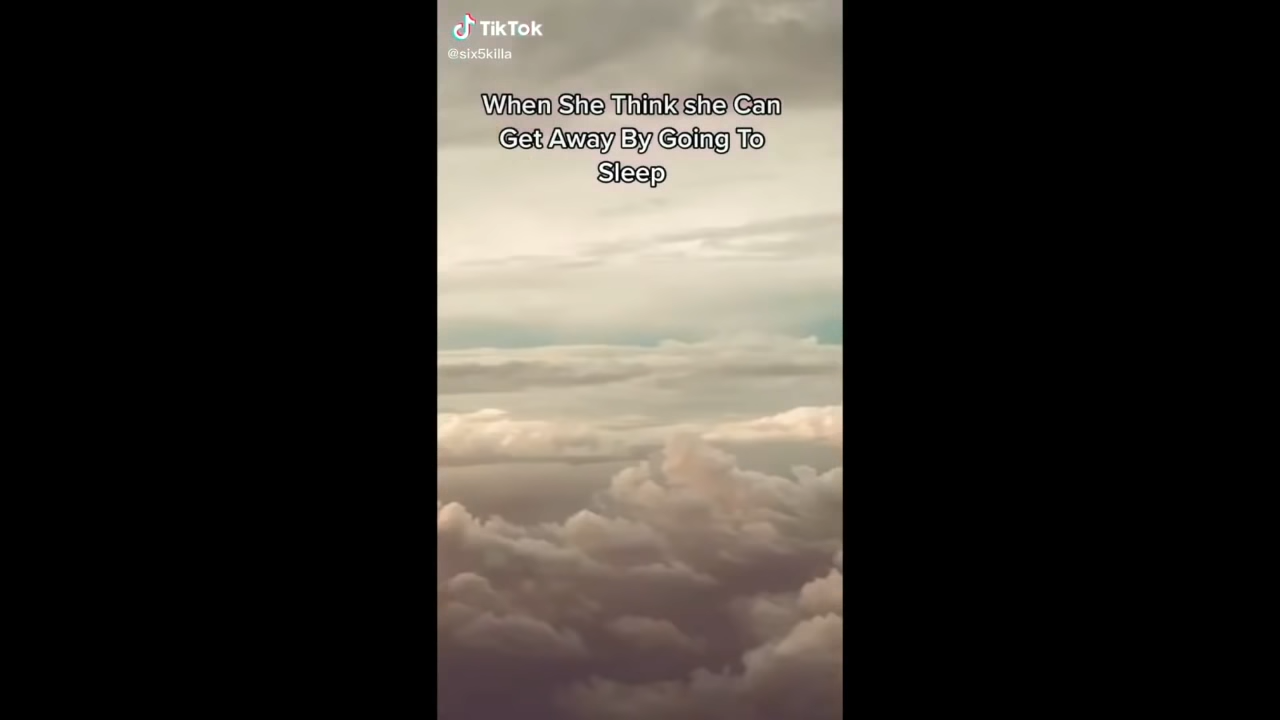 TikTok
@six5killa
When She Think she Can
Get Away By Going To
Sleep